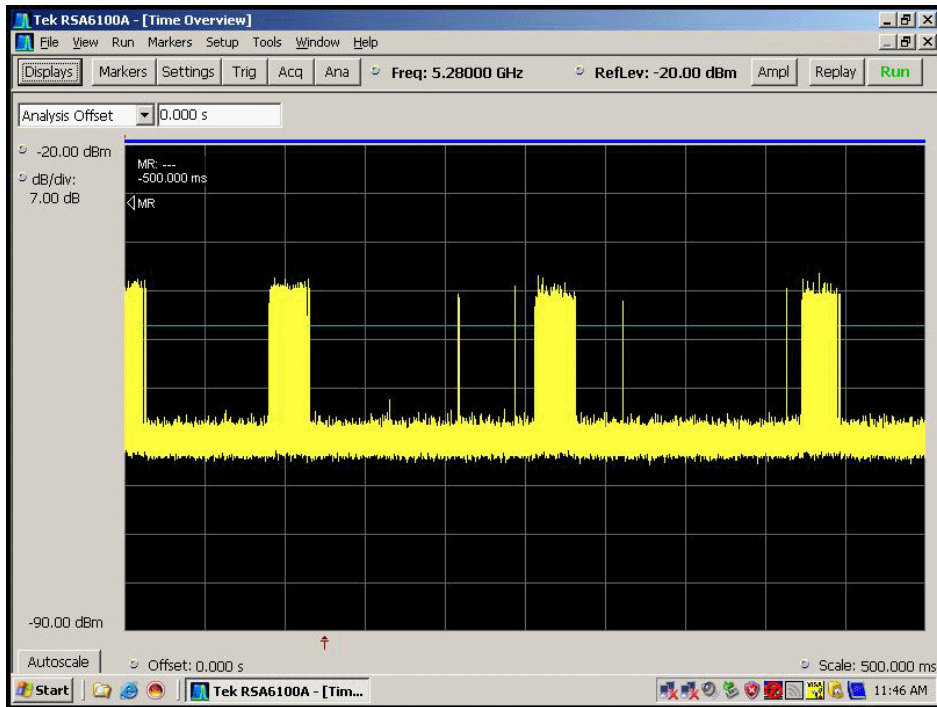 Tek RSA6100A - [Time Overview]
File View Run Markers Setup Tools Window Help
Displays Markers Settings Trig Acq Ana Freq: 5.28000 GHz RefLev: -20.00 dBm Ampl Replay Run
Analysis Offset 0.000 s
-20.00 dBm
dB/div:
7.00 dB
MR: ---
-500.000 ms
MR
-90.00 dBm
Autoscale Offset: 0.000 s Scale: 500.000 ms
Start Tek RSA6100A - [Tim... 11:46 AM